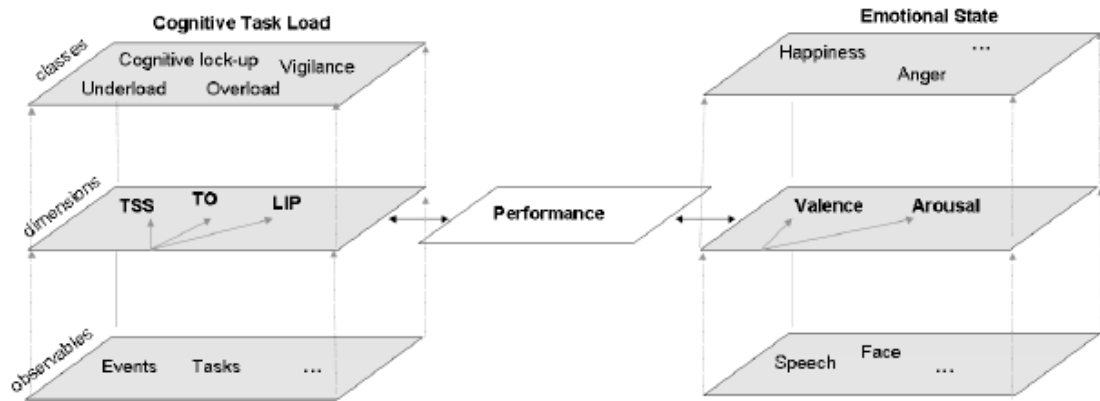 Cognitive Task Load
Emotional State
classes
Cognitive lock-up
Vigilance
Underload
Overload
Happiness
...
Anger
dimensions
TSS
TO
LIP
Performance
Valence
Arousal
observables
Events
Tasks
...
Speech
Face
...